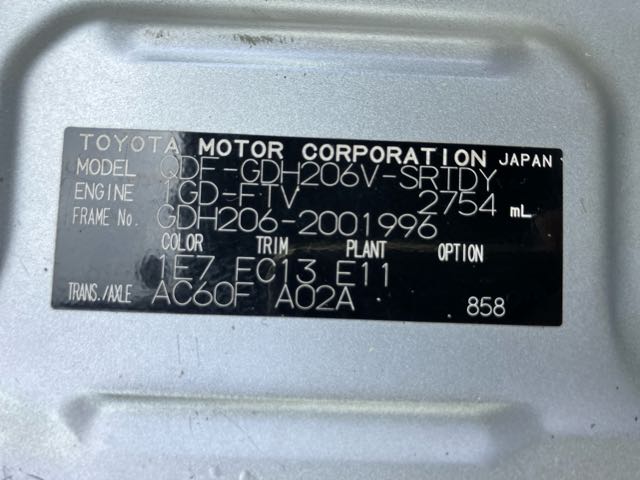 TOYOTA MOTOR CORPORATION JAPAN
MODEL QDF-GDH206V-SRTDY
ENGINE 1GD-FTV 2754 mL
FRAME No. GDH206-2001996
COLOR TRIM PLANT OPTION
1E7 FC13 E11
TRANS./AXLE AC60F A02A 858